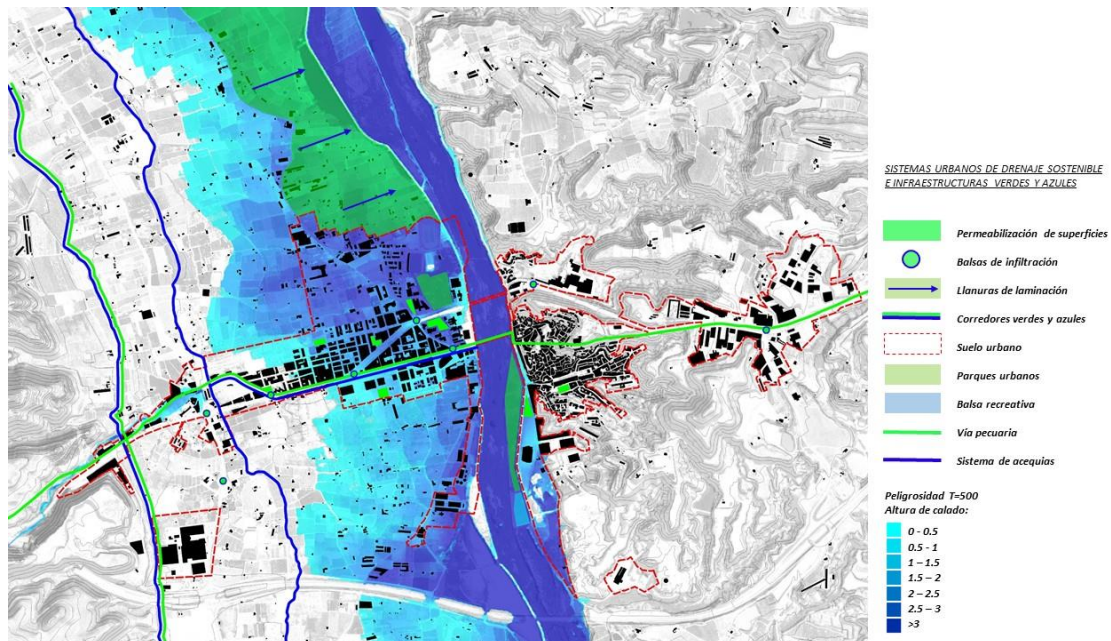 SISTEMAS URBANOS DE DRENAJE SOSTENIBLE
E INFRAESTRUCTURAS VERDES Y AZULES
Permeabilización de superficies
Balsas de infiltración
Llanuras de laminación
Corredores verdes y azules
Suelo urbano
Parques urbanos
Balsa recreativa
Vía pecuaria
Sistema de acequias
Peligrosidad T=500
Altura de calado:
0 - 0.5
0.5 - 1
1 – 1.5
1.5 – 2
2 – 2.5
2.5 – 3
>3